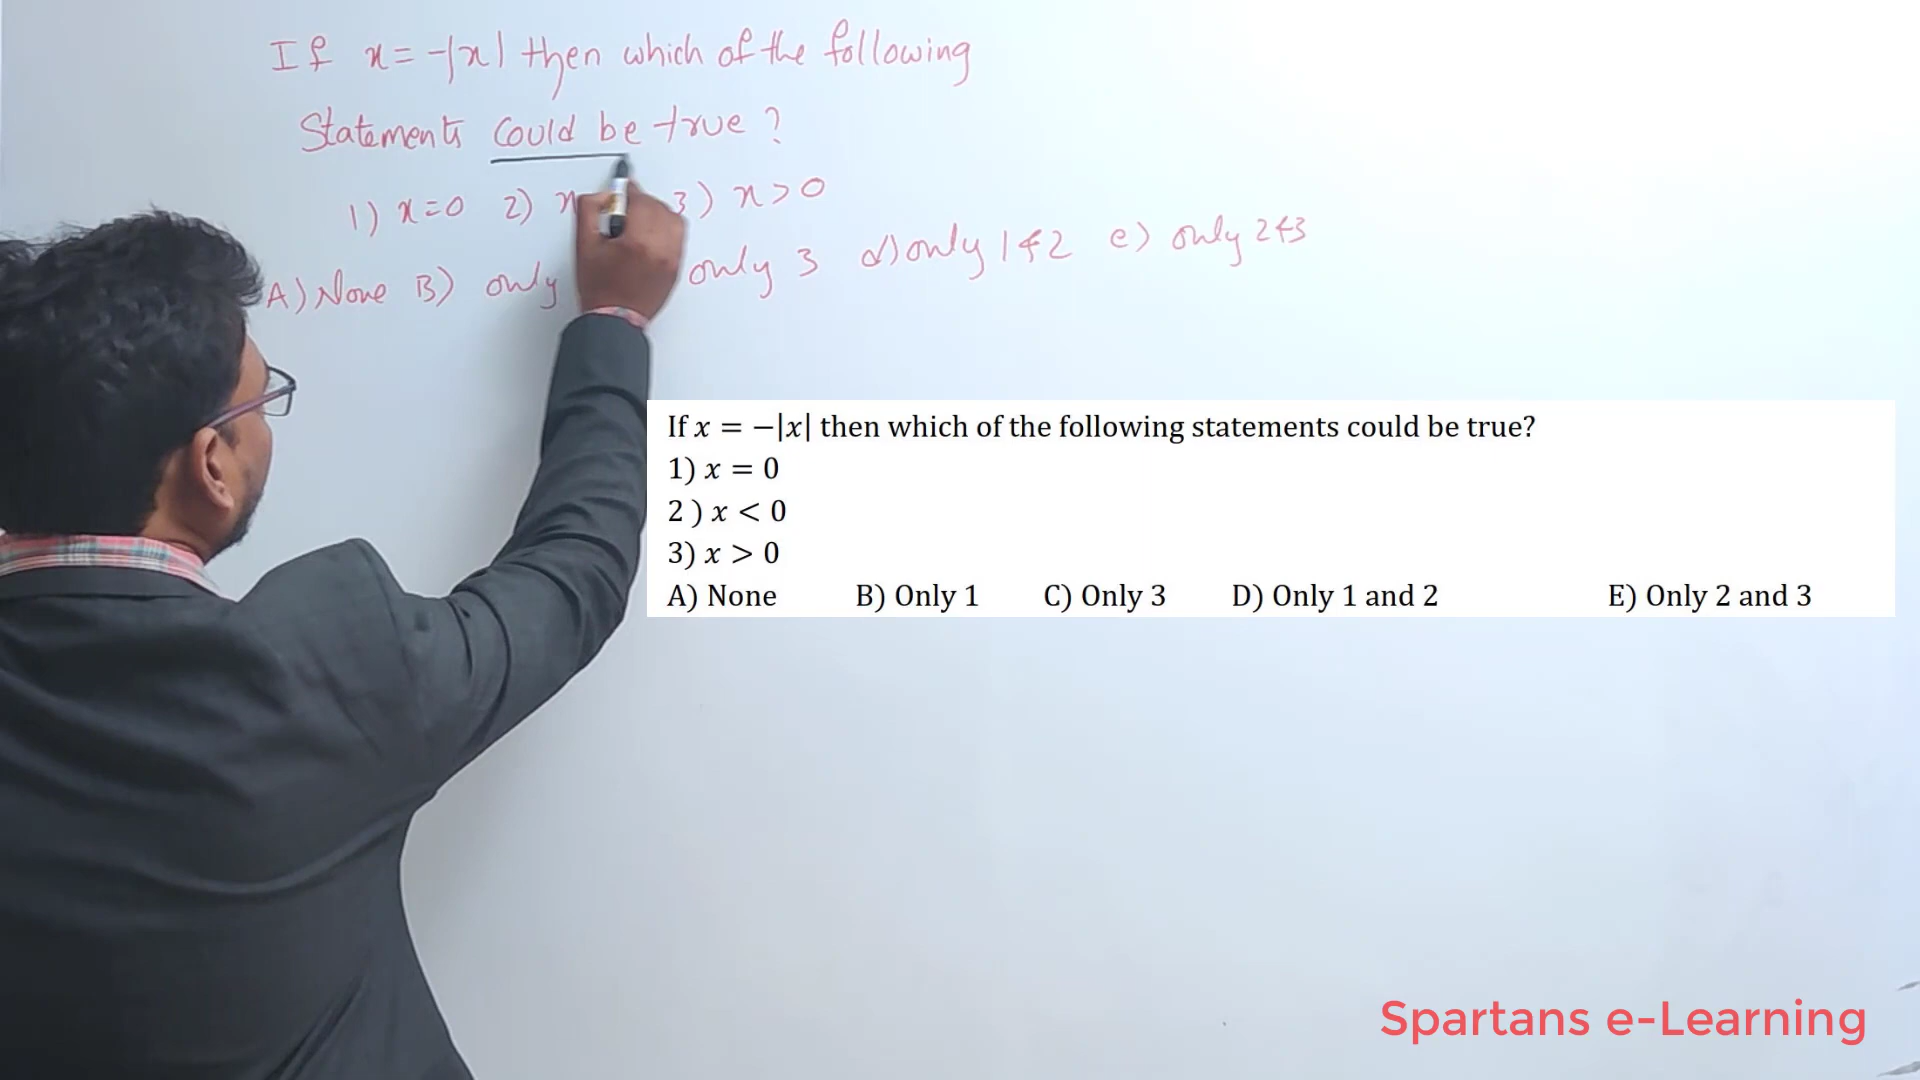 If x = -|x| then which of the following
Statements could be true?
1) x=0 2) x 3) x>0
A) None B) only only 3 d) only 1 & 2 e) only 2 & 3
If x = −|x| then which of the following statements could be true?
1) x = 0
2 ) x < 0
3) x > 0
A) None B) Only 1 C) Only 3 D) Only 1 and 2 E) Only 2 and 3
Spartans e-Learning